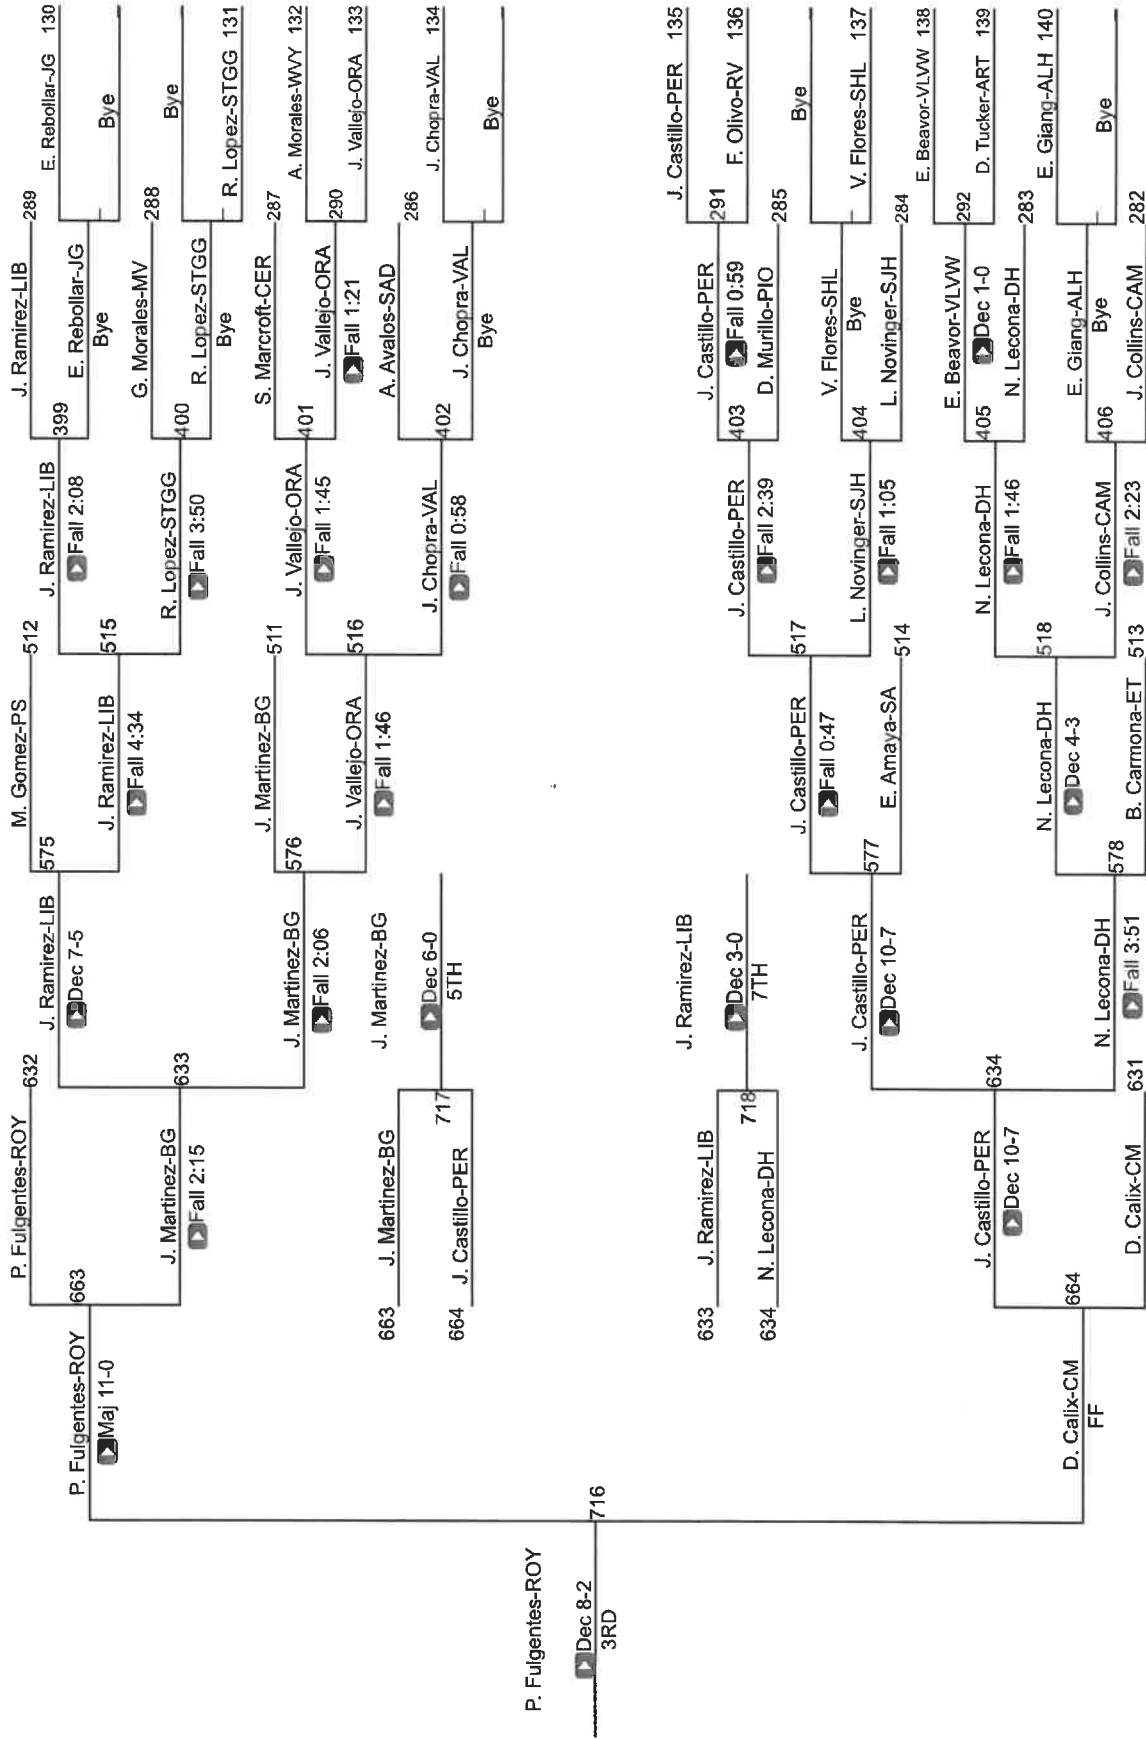 E. Rebollar-JG 130
Bye
Bye
R. Lopez-STGG 131
A. Morales-WVY 132
J. Vallejo-ORA 133
J. Chopra-VAL 134
Bye
J. Castillo-PER 135
F. Olivo-RV 136
Bye
V. Flores-SHL 137
E. Beavor-VLVW 138
D. Tucker-ART 139
E. Giang-ALH 140
Bye
J. Ramirez-LIB 289
E. Rebollar-JG
Bye
G. Morales-MV 288
R. Lopez-STGG
Bye
S. Marcroft-CER 287
J. Vallejo-ORA 290
Fall 1:21
A. Avalos-SAD 286
J. Chopra-VAL
Bye
J. Castillo-PER 291
Fall 0:59
D. Murillo-PIO 285
V. Flores-SHL
Bye
L. Novinger-SJH 284
E. Beavor-VLVW 292
Dec 1-0
N. Lecona-DH 283
E. Giang-ALH
Bye
J. Collins-CAM 282
J. Ramirez-LIB 399
Fall 2:08
R. Lopez-STGG 400
Fall 3:50
J. Vallejo-ORA 401
Fall 1:45
J. Chopra-VAL 402
Fall 0:58
J. Castillo-PER 403
Fall 2:39
L. Novinger-SJH 404
Fall 1:05
N. Lecona-DH 405
Fall 1:46
J. Collins-CAM 406
Fall 2:23
M. Gomez-PS 512
J. Ramirez-LIB 515
Fall 4:34
J. Martinez-BG 511
J. Vallejo-ORA 516
Fall 1:46
J. Castillo-PER 517
Fall 0:47
E. Amaya-SA 514
N. Lecona-DH 518
Dec 4-3
B. Carmona-ET 513
J. Ramirez-LIB 575
Dec 7-5
J. Martinez-BG 576
Fall 2:06
J. Martinez-BG
Dec 6-0
5TH
J. Ramirez-LIB
Dec 3-0
7TH
J. Castillo-PER 577
Dec 10-7
N. Lecona-DH 578
Fall 3:51
P. Fulgentes-ROY 632
J. Martinez-BG 633
Fall 2:15
663 J. Martinez-BG
717
664 J. Castillo-PER
633 J. Ramirez-LIB
718
634 N. Lecona-DH
J. Castillo-PER 634
Dec 10-7
D. Calix-CM 631
P. Fulgentes-ROY 663
Maj 11-0
D. Calix-CM 664
FF
P. Fulgentes-ROY 716
Dec 8-2
3RD